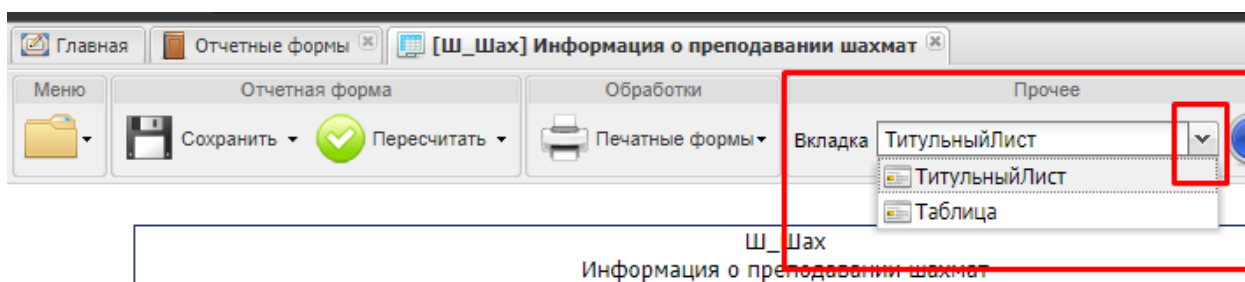 Главная Отчетные формы [Ш_Шах] Информация о преподавании шахмат
Меню Отчетная форма Обработки Прочее
Сохранить Пересчитать Печатные формы Вкладка ТитульныйЛист
ТитульныйЛист
Таблица
Ш_Шах
Информация о преподавании шахмат